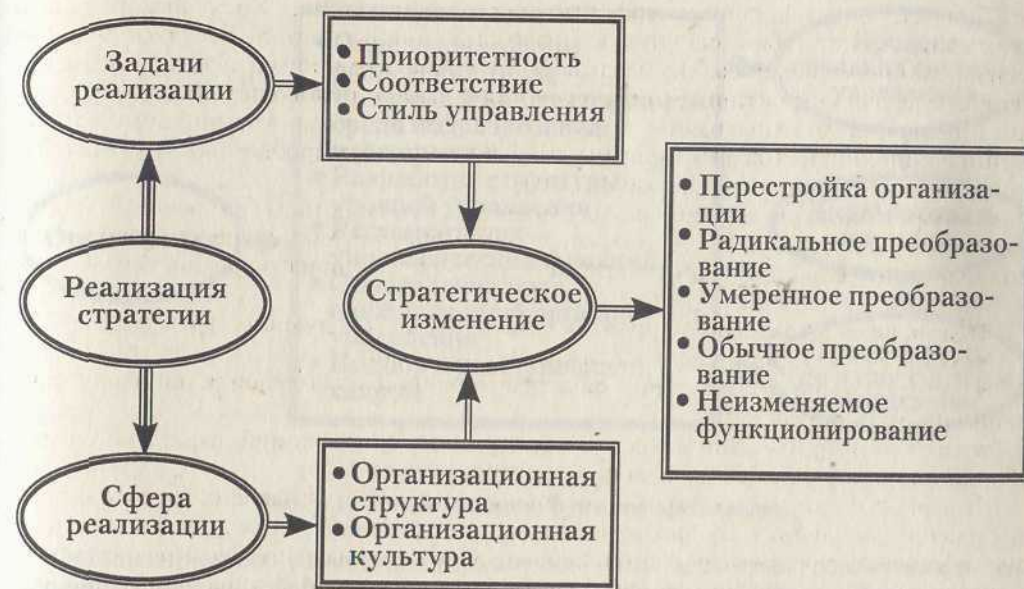 Задачи
реализации
• Приоритетность
• Соответствие
• Стиль управления
Реализация
стратегии
Стратегическое
изменение
• Перестройка организа-
ции
• Радикальное преобразо-
вание
• Умеренное преобразо-
вание
• Обычное преобразо-
вание
• Неизменяемое
функционирование
Сфера
реализации
• Организационная
структура
• Организационная
культура